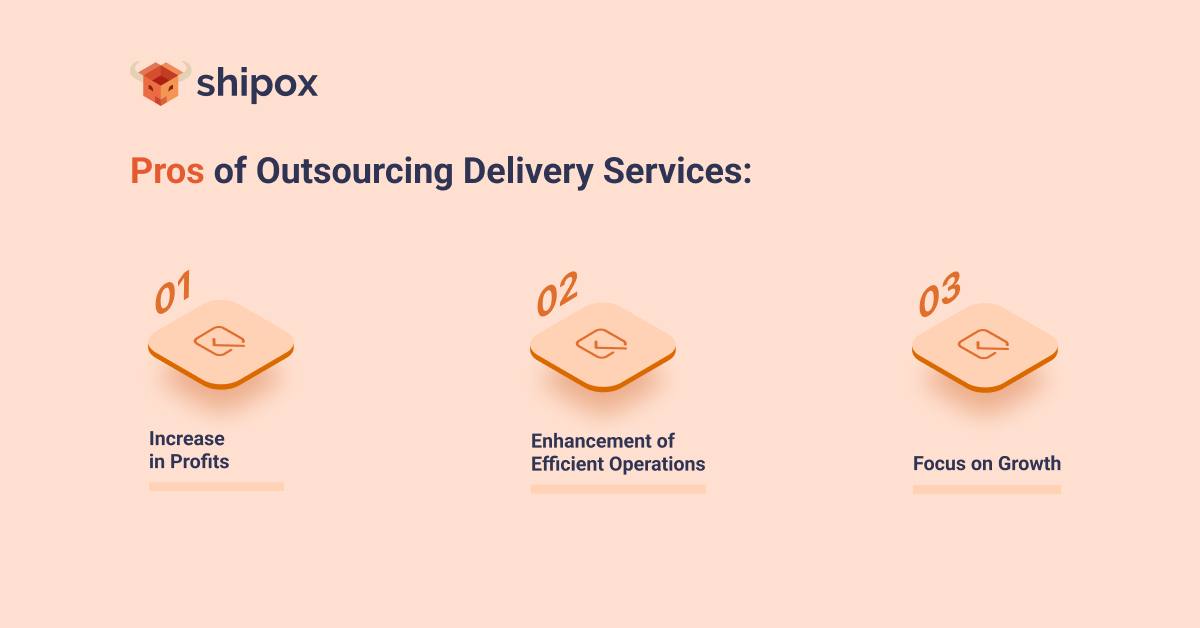 shipox
Pros of Outsourcing Delivery Services:
01
Increase
in Profits
02
Enhancement of
Efficient Operations
03
Focus on Growth